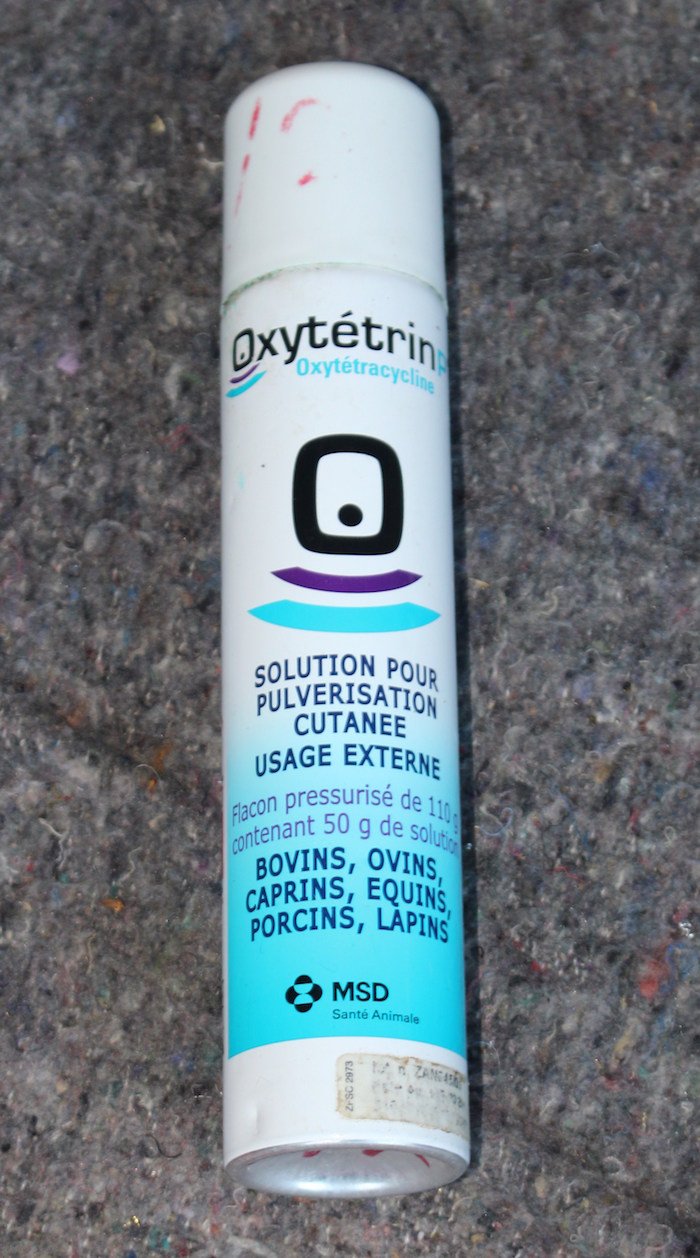 OxytétrinP
Oxytétracycline
SOLUTION POUR
PULVERISATION
CUTANEE
USAGE EXTERNE
Flacon pressurisé de 110 g
contenant 50 g de solution
BOVINS, OVINS,
CAPRINS, EQUINS,
PORCINS, LAPINS
MSD
Santé Animale